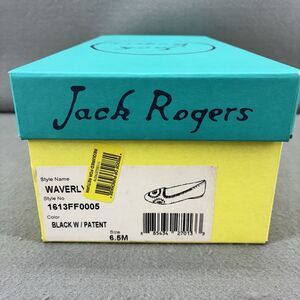 Jack Rogers
Style Name
WAVERLY
Style No
1613FF0005
Color
BLACK W / PATENT
Size
6.5M